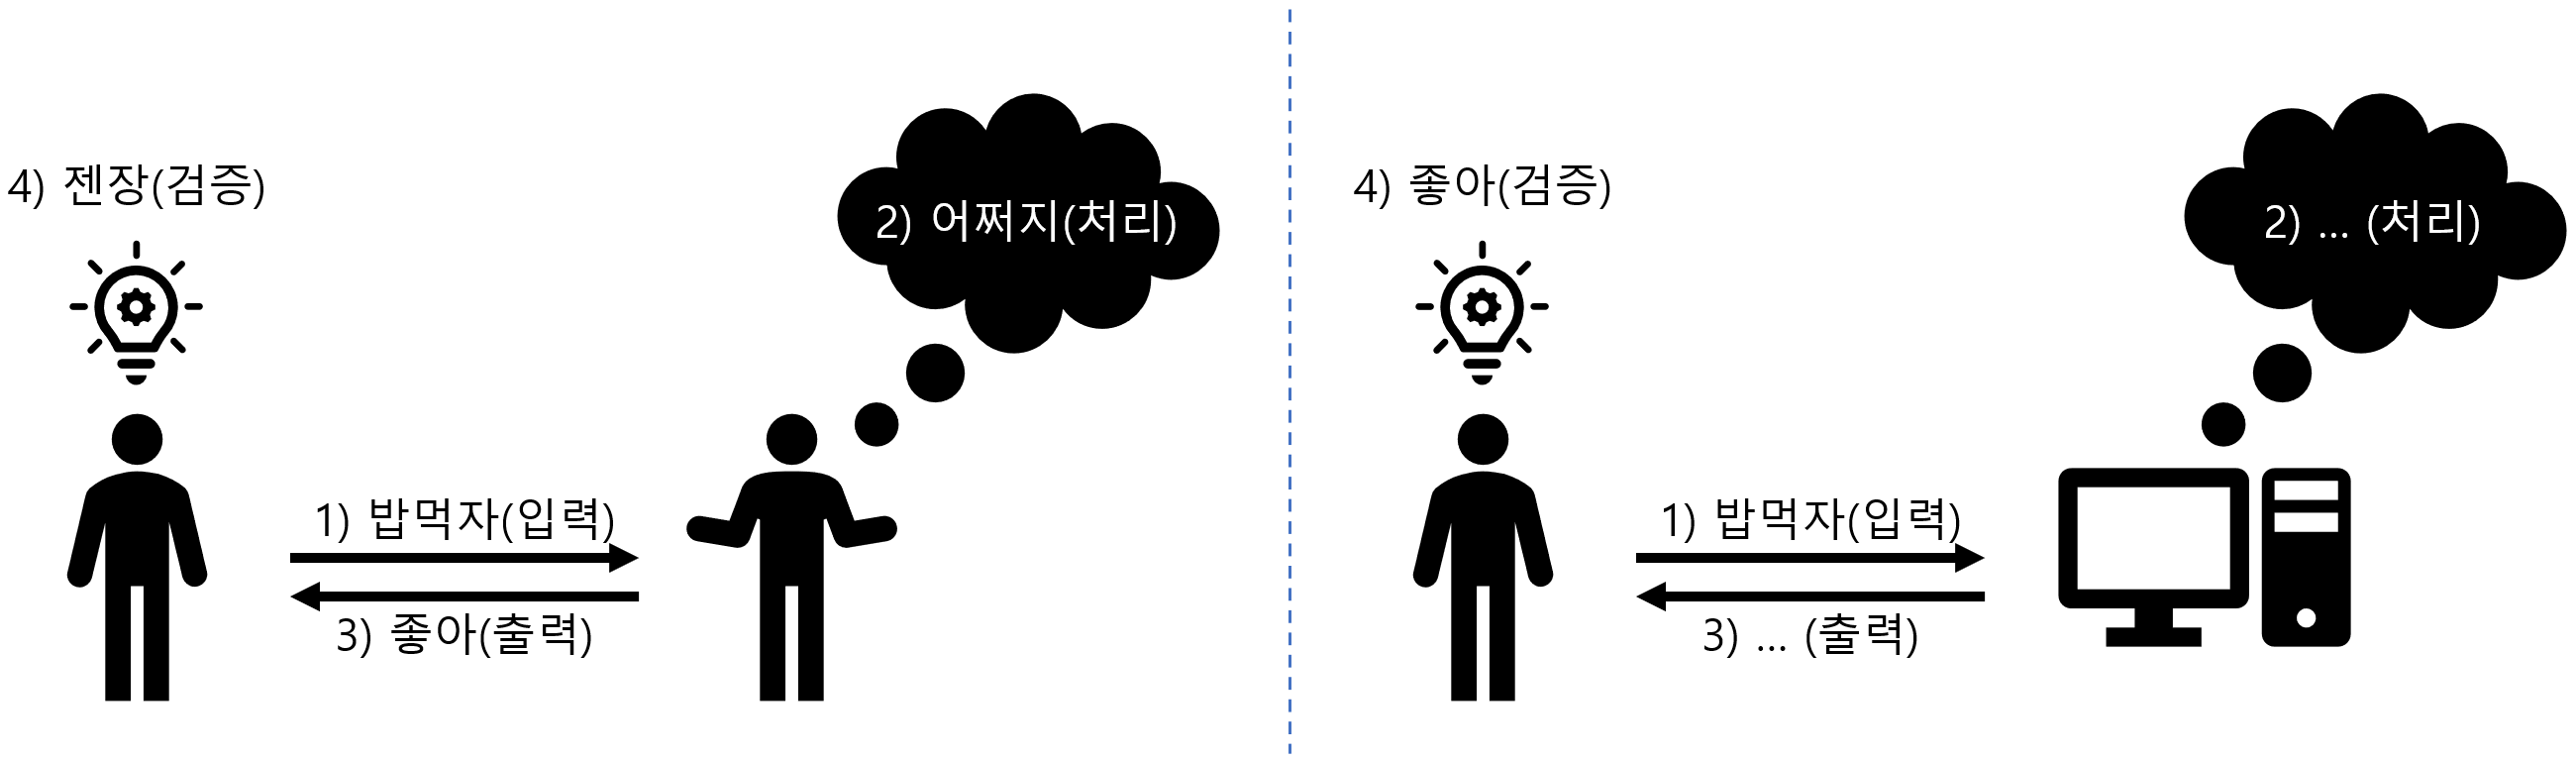 4) 젠장(검증)
2) 어쩌지(처리)
1) 밥먹자(입력)
3) 좋아(출력)
4) 좋아(검증)
2) ... (처리)
1) 밥먹자(입력)
3) ... (출력)